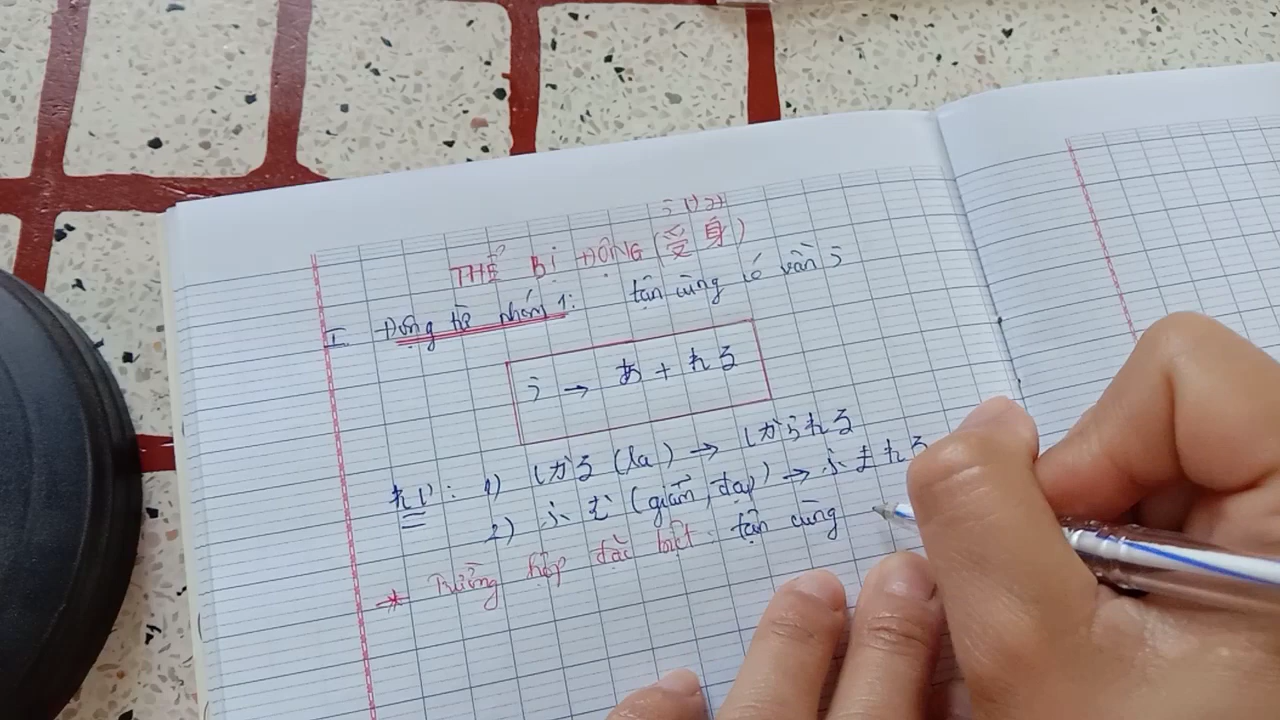 うけみ
THỂ BỊ ĐỘNG (受身)
I. Động từ nhóm 1: tận cùng có vần う
う → あ + れる
れい: 1) しかる (la) → しかられる
2) ふむ (giẫm, đạp) → ふまれる
* Trường hợp đặc biệt: tận cùng